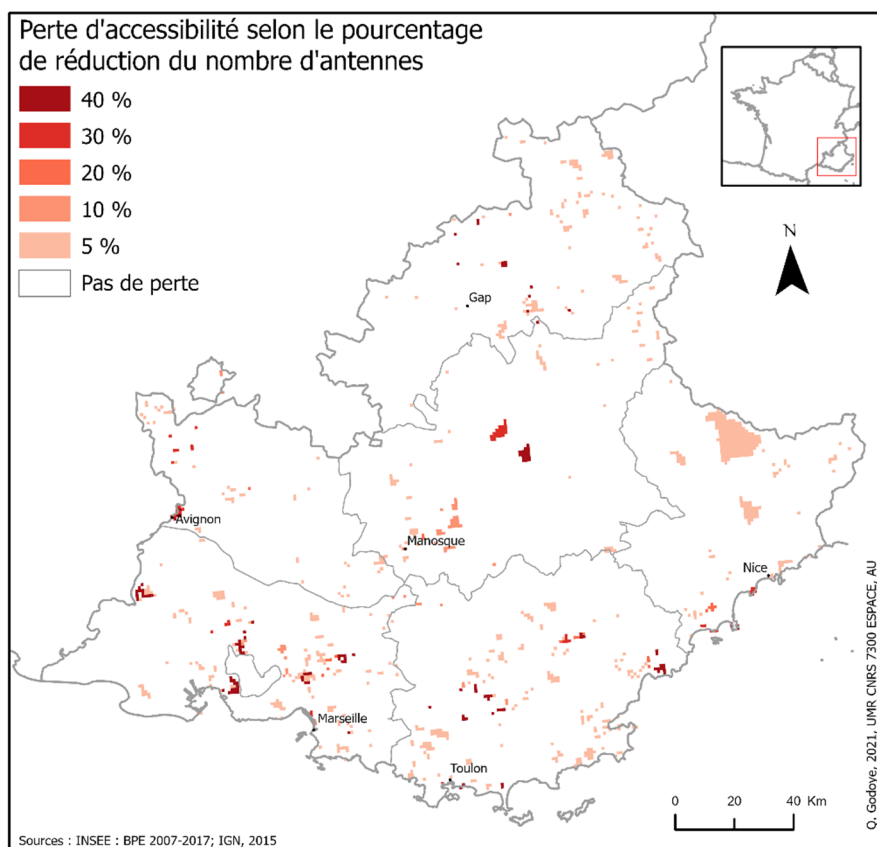 Perte d'accessibilité selon le pourcentage
de réduction du nombre d'antennes
40 %
30 %
20 %
10 %
5 %
Pas de perte
N
Gap
Avignon
Manosque
Nice
Marseille
Toulon
0 20 40 Km
Sources : INSEE : BPE 2007-2017; IGN, 2015
Q. Godoye, 2021, UMR CNRS 7300 ESPACE, AU